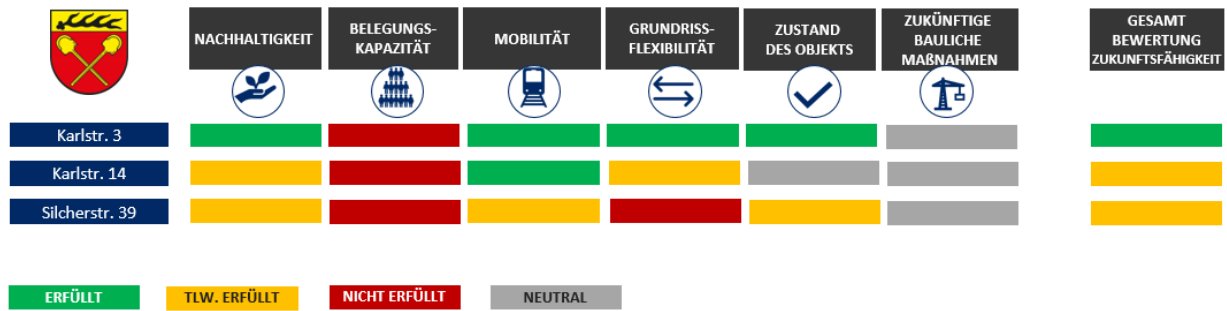 NACHHALTIGKEIT
BELEGUNGS-
KAPAZITÄT
MOBILITÄT
GRUNDRISS-
FLEXIBILITÄT
ZUSTAND
DES OBJEKTS
ZUKÜNFTIGE
BAULICHE
MAẞNAHMEN
GESAMT
BEWERTUNG
ZUKUNFTSFÄHIGKEIT
Karlstr. 3
Karlstr. 14
Silcherstr. 39
ERFÜLLT
TLW. ERFÜLLT
NICHT ERFÜLLT
NEUTRAL